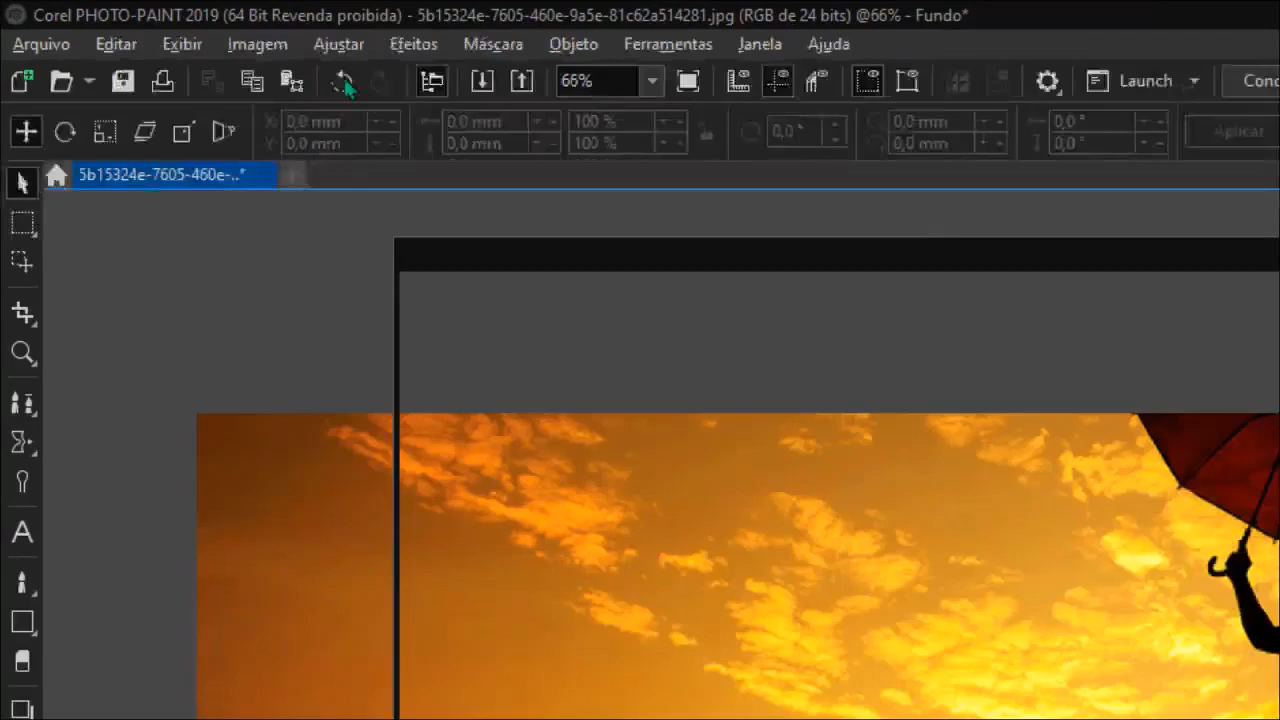 Corel PHOTO-PAINT 2019 (64 Bit Revenda proibida) - 5b15324e-7605-460e-9a5e-81c62a514281.jpg (RGB de 24 bits) @66% - Fundo*
Arquivo Editar Exibir Imagem Ajustar Efeitos Máscara Objeto Ferramentas Janela Ajuda
66% Launch Conc
X: 0,0 mm 0,0 mm 100 % 0,0 ° 0,0 mm 0,0 ° Aplicar
Y: 0,0 mm 0,0 mm 100 % 0,0 mm 0,0 °
5b15324e-7605-460e-..*